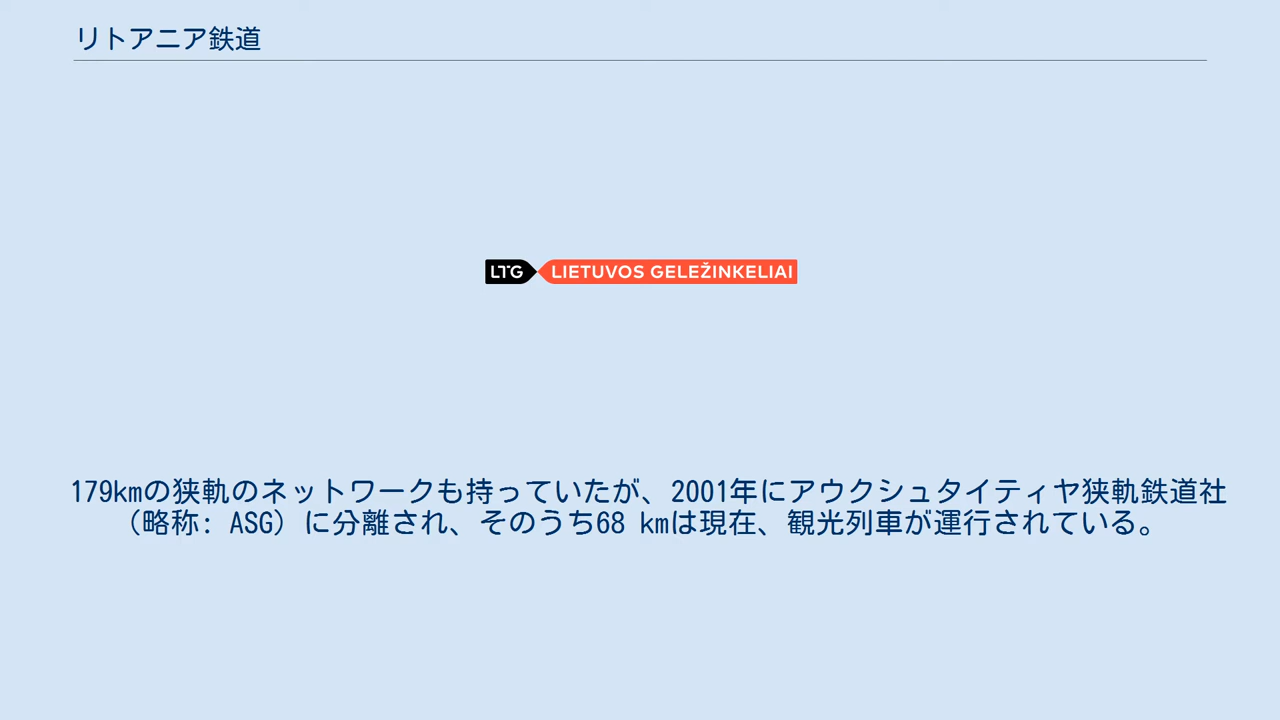 リトアニア鉄道
LTG LIETUVOS GELEŽINKELIAI
179kmの狭軌のネットワークも持っていたが、2001年にアウクシュタイティヤ狭軌鉄道社
（略称: ASG）に分離され、そのうち68 kmは現在、観光列車が運行されている。